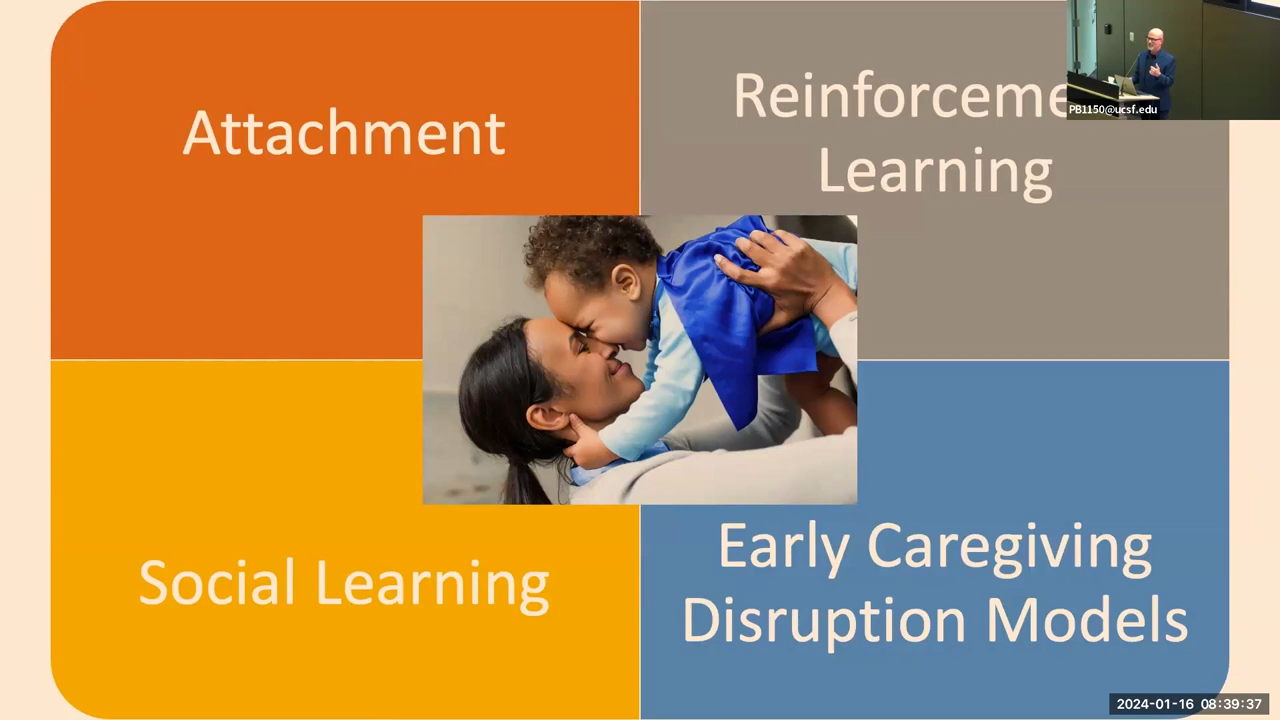 Attachment
Reinforceme
Learning
PB1150@ucsf.edu
Social Learning
Early Caregiving
Disruption Models
2024-01-16 08:39:37